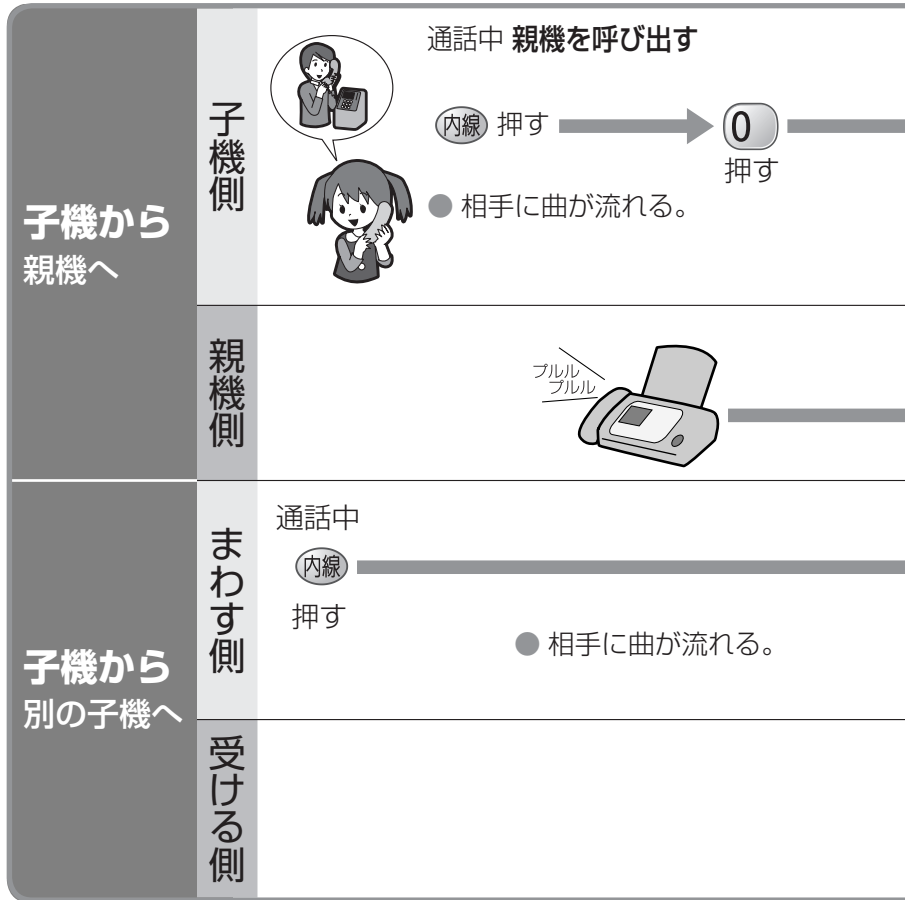 子機から
親機へ
子機側
通話中 親機を呼び出す
内線 押す
0
押す
● 相手に曲が流れる。
親機側
プルル
プルル
子機から
別の子機へ
まわす側
通話中
内線
押す
● 相手に曲が流れる。
受ける側